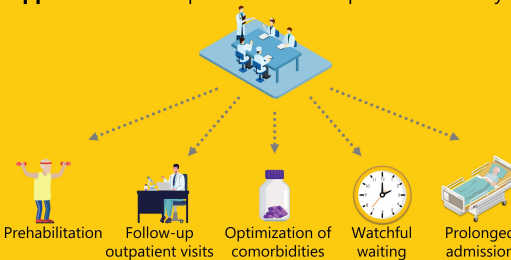 Prehabilitation
Follow-up
outpatient visits
Optimization of
comorbidities
Watchful
waiting
Prolonged
admission